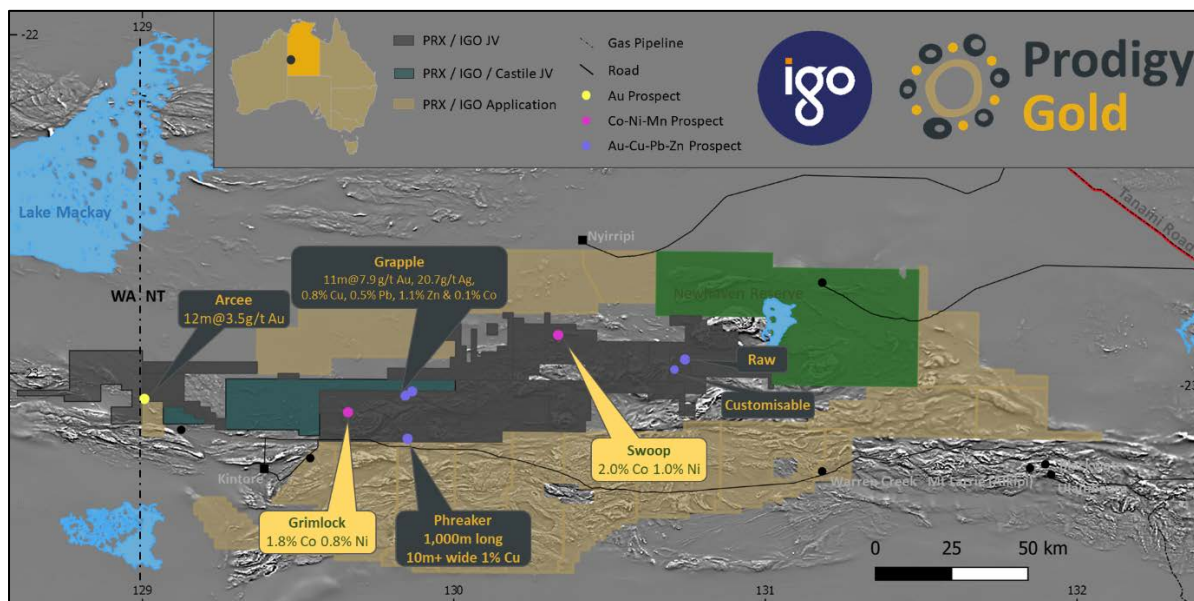 129
-22
PRX / IGO JV
PRX / IGO / Castile JV
PRX / IGO Application
Gas Pipeline
Road
Au Prospect
Co-Ni-Mn Prospect
Au-Cu-Pb-Zn Prospect
igo
Prodigy
Gold
Tanami Road
Lake Mackay
Nyirripi
Grapple
11m@7.9g/t Au, 20.7g/t Ag,
0.8% Cu, 0.5% Pb, 1.1% Zn & 0.1% Co
WA NT
Arcee
12m@3.5g/t Au
Newhaven Reserve
Raw
-23
-23
Customisable
Swoop
2.0% Co 1.0% Ni
Kintore
Warren Creek
Mt Liebig
Grimlock
1.8% Co 0.8% Ni
Phreaker
1,000m long
10m+ wide 1% Cu
0 25 50 km
129
130
131
132